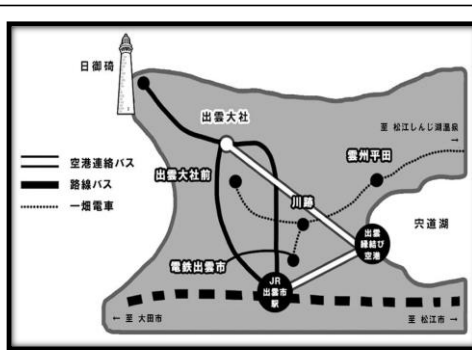 日御碕
出雲大社
至 松江しんじ湖温泉
→
雲州平田
空港連絡バス
路線バス
一畑電車
出雲大社前
川跡
宍道湖
出雲
縁結び
空港
電鉄出雲市
JR
出雲市
駅
← 至 大田市
至 松江市 →